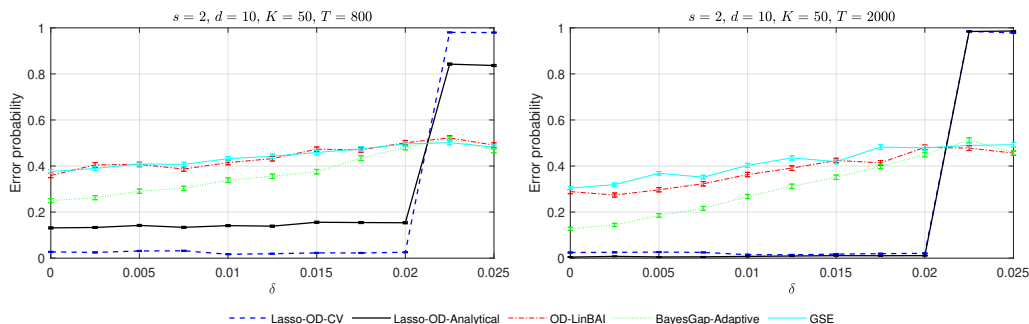 s = 2, d = 10, K = 50, T = 800
1
0.8
0.6
0.4
0.2
0
Error probability
0 0.005 0.01 0.015 0.02 0.025
δ
s = 2, d = 10, K = 50, T = 2000
1
0.8
0.6
0.4
0.2
0
Error probability
0 0.005 0.01 0.015 0.02 0.025
δ
Lasso-OD-CV Lasso-OD-Analytical OD-LinBAI BayesGap-Adaptive GSE